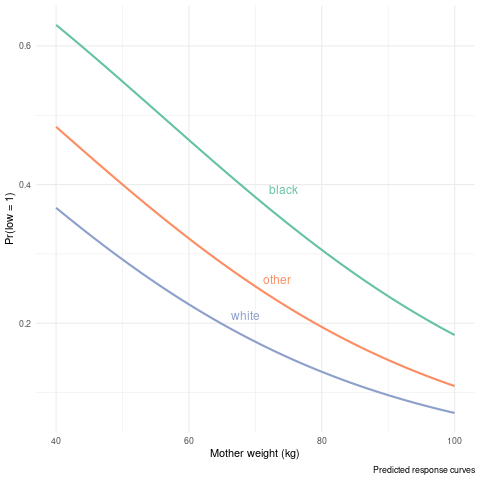 0.6
0.4
0.2
Pr(low = 1)
black
other
white
40 60 80 100
Mother weight (kg)
Predicted response curves